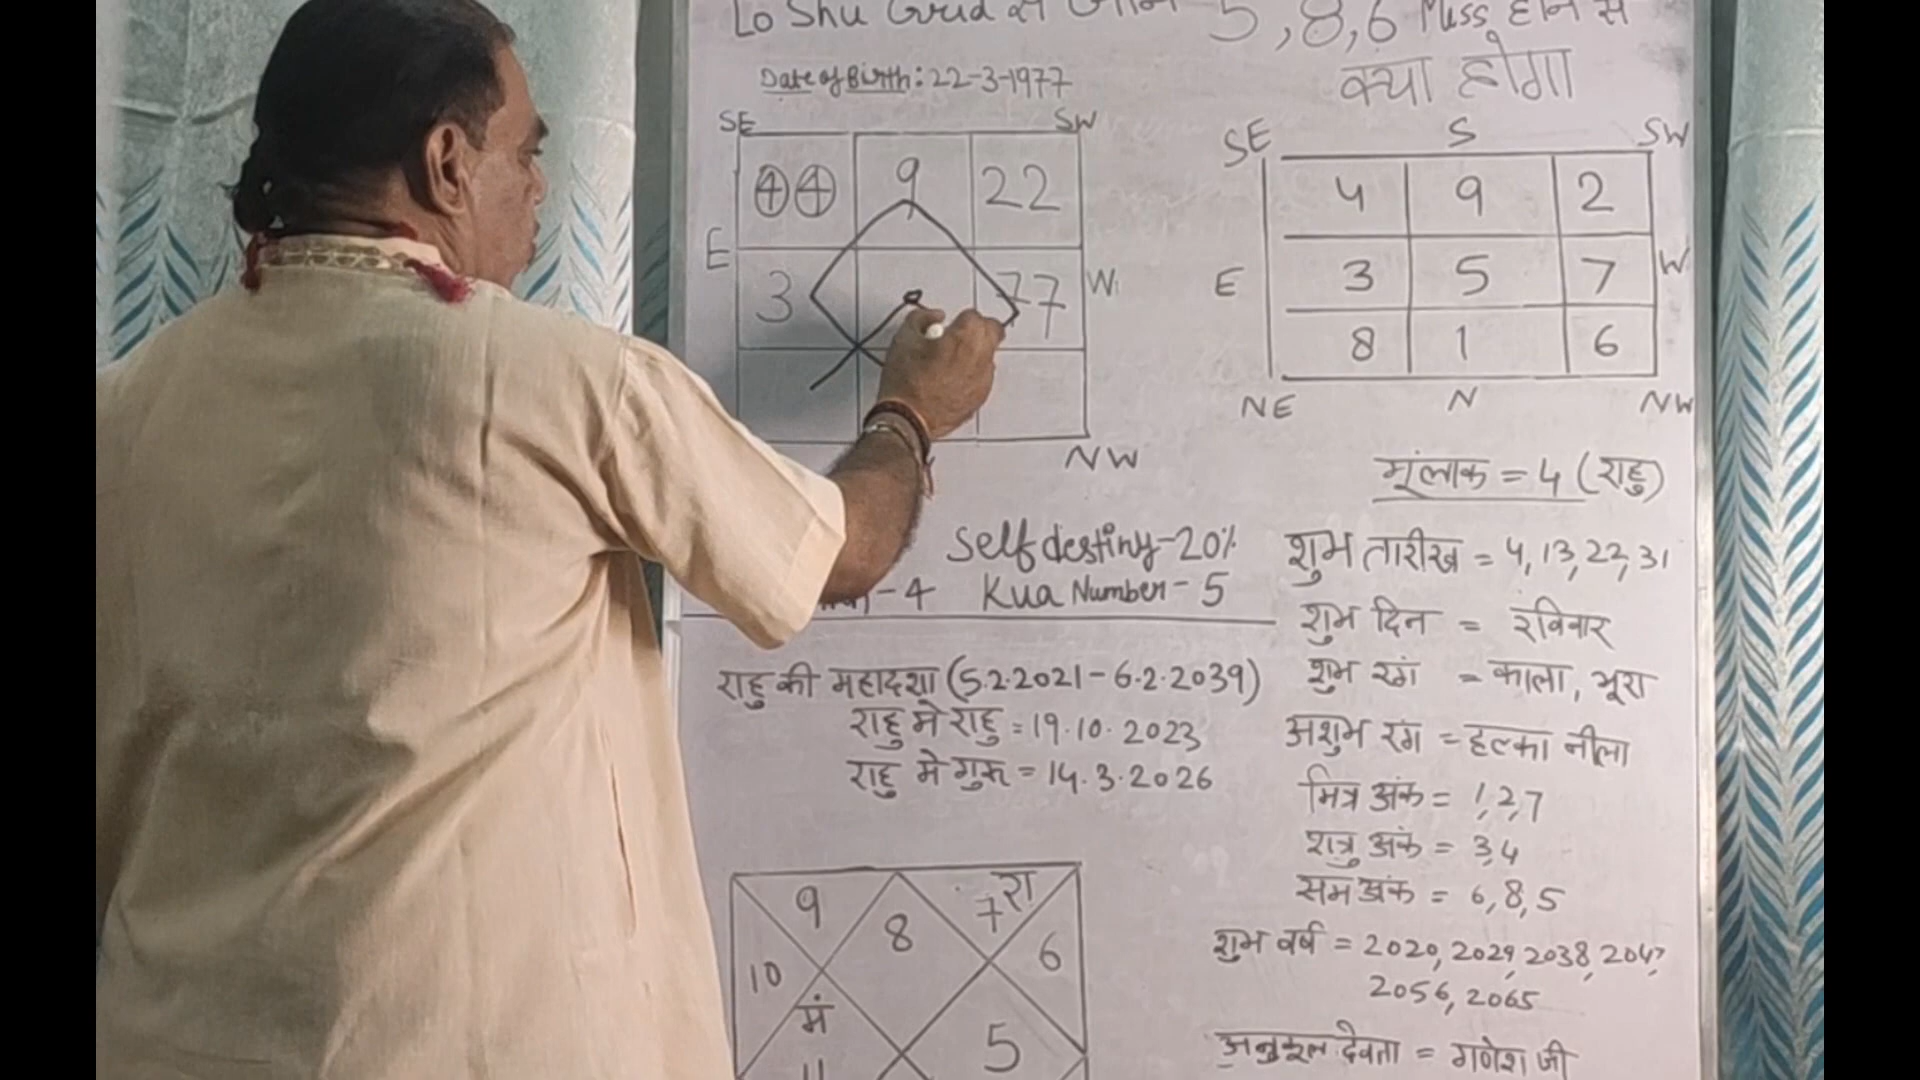 Lo Shu Grid से जाने 5,8,6 Miss होने से
क्या होगा
Date of Birth: 22-3-1977
SE SW
④④ 9 22
E 3 77 W
NW
SE S SW
4 9 2
E 3 5 7 W
8 1 6
NE N NW
Self destiny-20%
-4 Kua Number-5
राहु की महादशा (5.2.2021-6.2.2039)
राहु मे राहु = 19.10.2023
राहु मे गुरू = 14.3.2026
9 8 7 रा
10 6
मं 5
11
मूंलाक = 4 (राहु)
शुभ तारीख = 4,13,22,31
शुभ दिन = रविवार
शुभ रंग = काला, भूरा
अशुभ रंग = हल्का नीला
मित्र अंक = 1,2,7
शत्रु अंक = 3,4
सम अंक = 6,8,5
शुभ वर्ष = 2020, 2029, 2038, 2047,
2056, 2065
अनुकूल देवता = गणेश जी